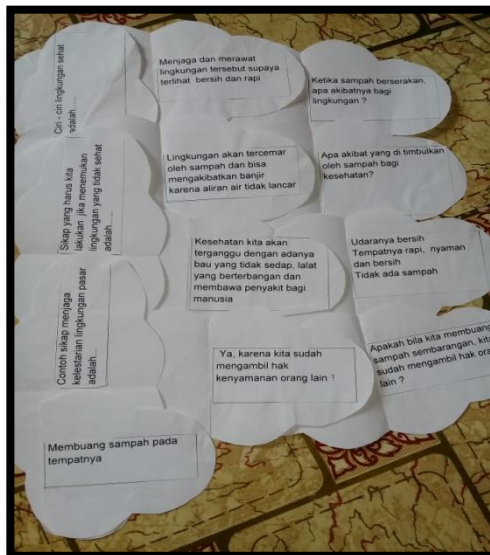 Ciri - ciri lingkungan sehat
adalah....
Menjaga dan merawat
lingkungan tersebut supaya
terlihat bersih dan rapi
Ketika sampah berserakan,
apa akibatnya bagi
lingkungan ?
Sikap yang harus kita
lakukan jika menemukan
lingkungan yang tidak sehat
adalah.....
Lingkungan akan tercemar
oleh sampah dan bisa
mengakibatkan banjir
karena aliran air tidak lancar
Apa akibat yang di timbulkan
oleh sampah bagi
kesehatan?
Contoh sikap menjaga
kelestarian lingkungan pasar
adalah....
Kesehatan kita akan
terganggu dengan adanya
bau yang tidak sedap, lalat
yang berterbangan dan
membawa penyakit bagi
manusia
Udaranya bersih
Tempatnya rapi, nyaman
dan bersih
Tidak ada sampah
Ya, karena kita sudah
mengambil hak
kenyamanan orang lain !
Apakah bila kita membuang
sampah sembarangan, kita
sudah mengambil hak
lain ?
Membuang sampah pada
tempatnya